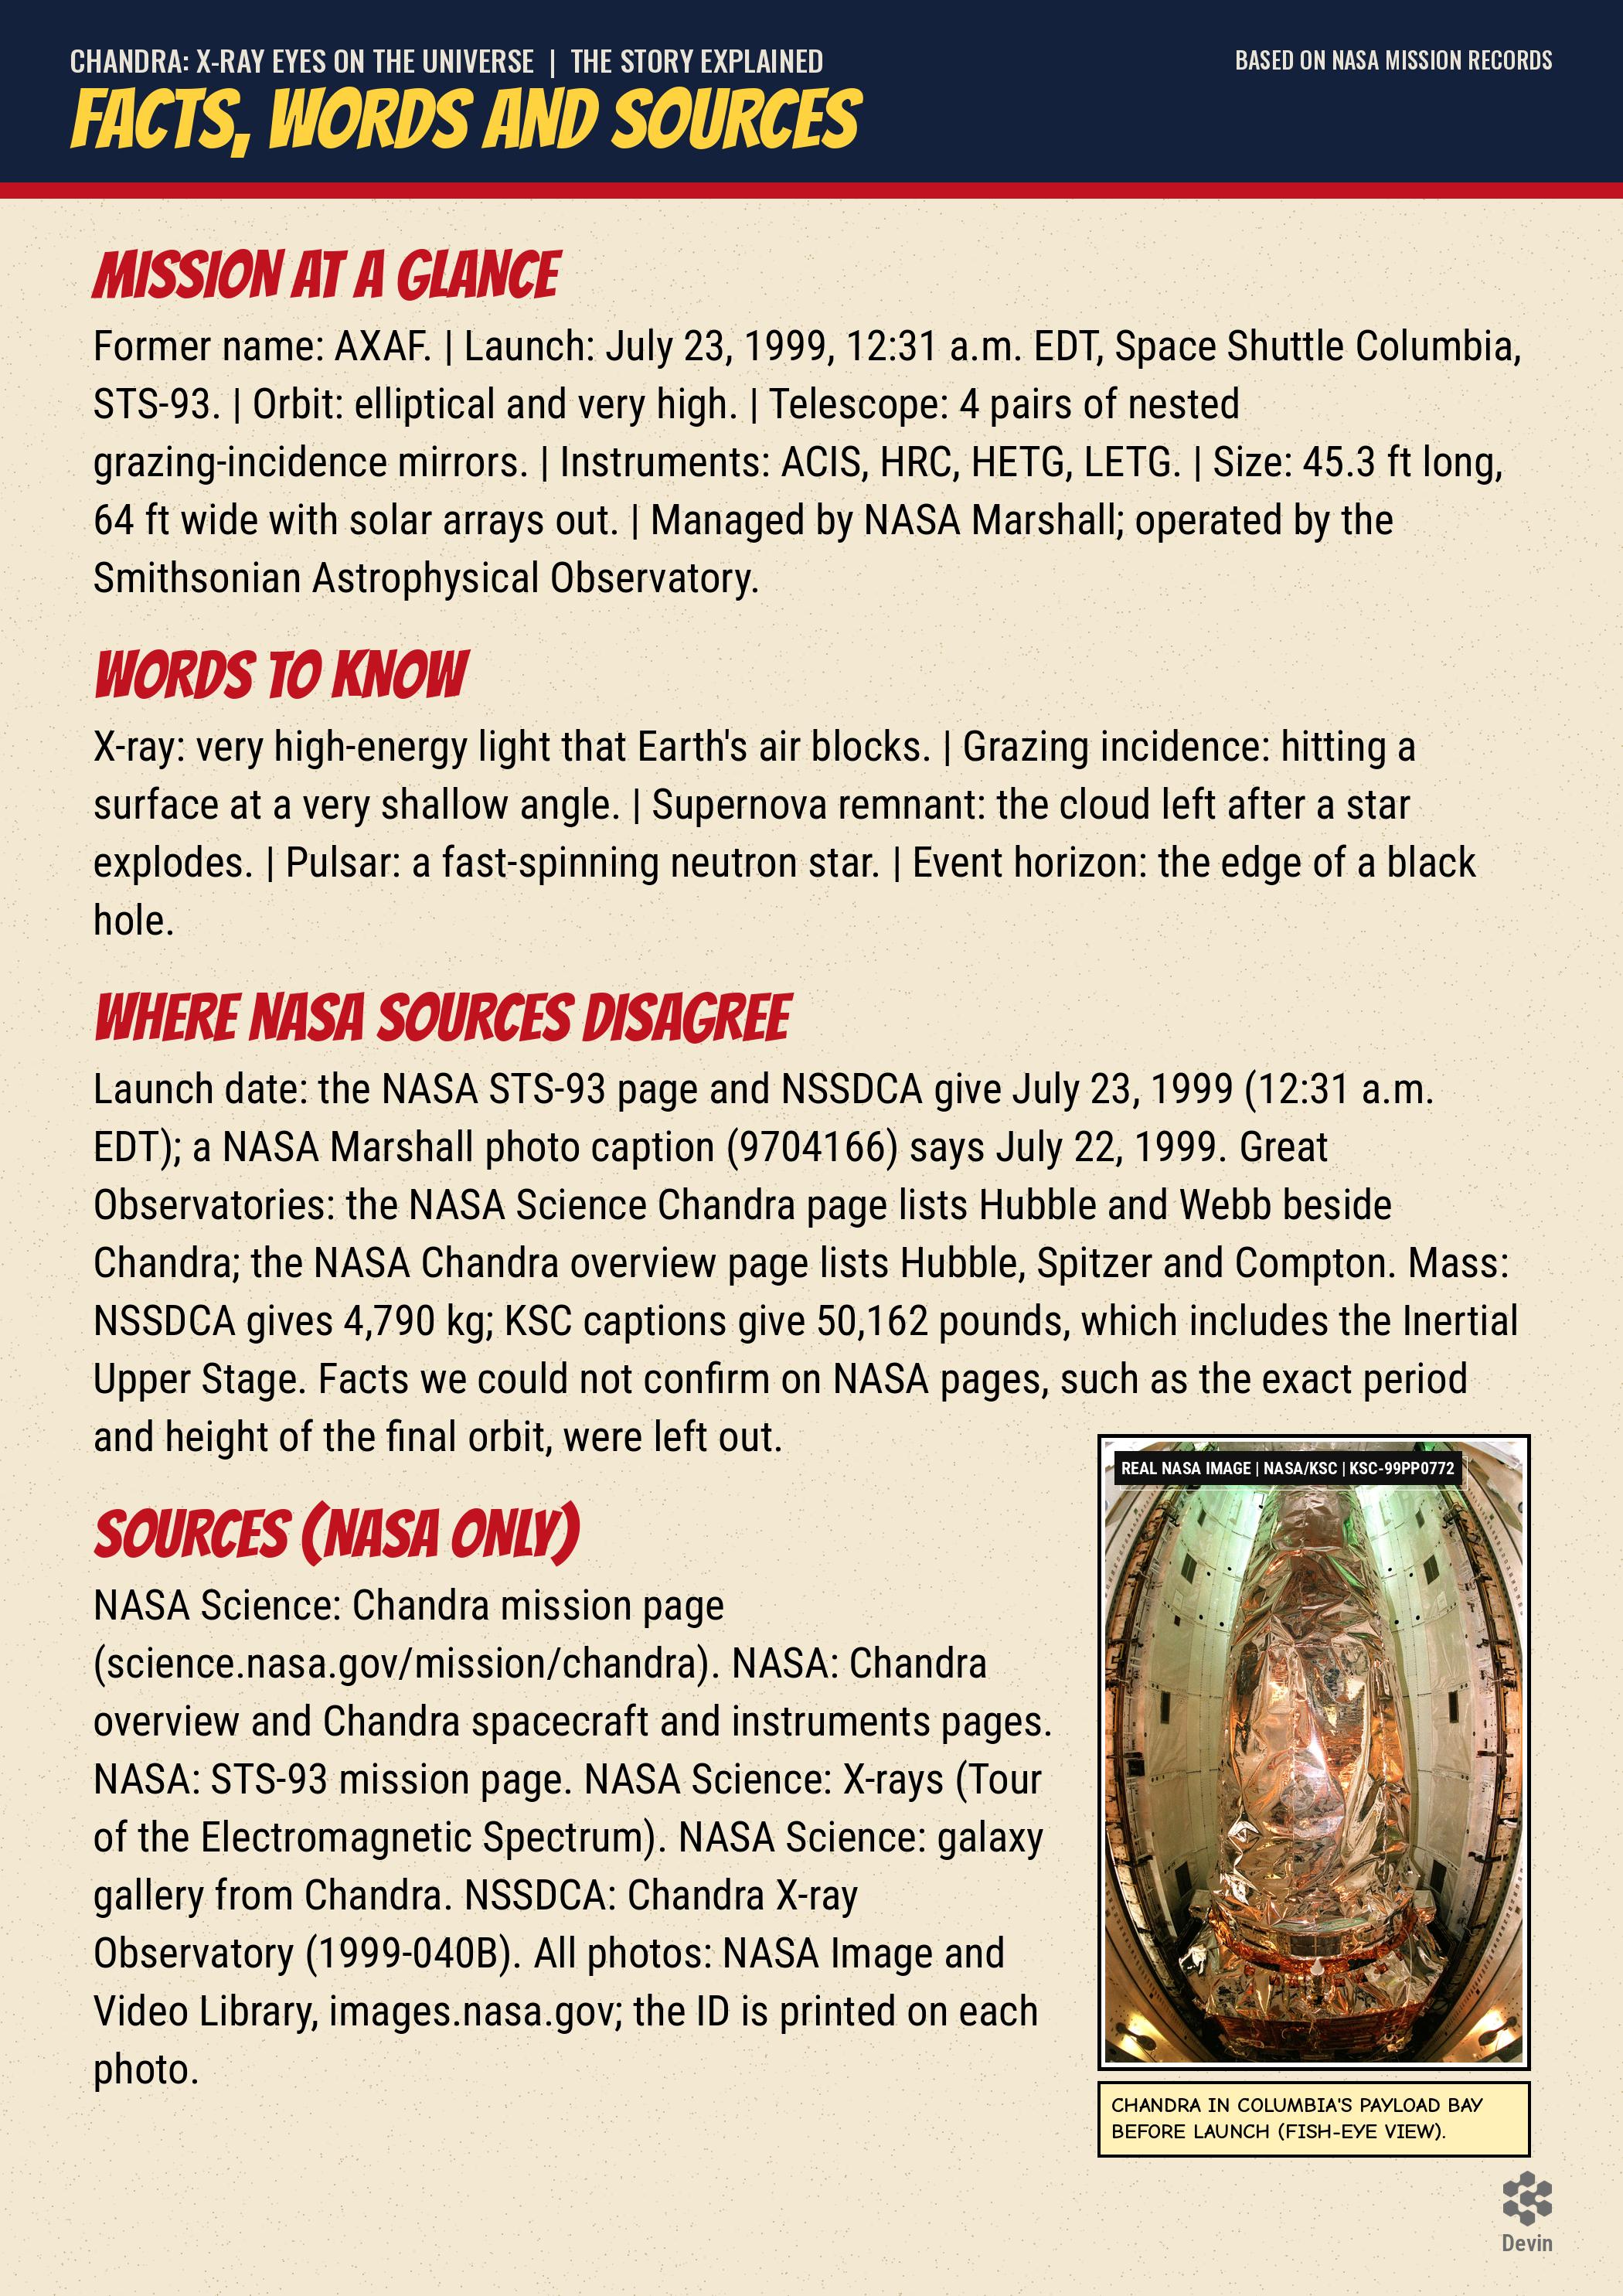 CHANDRA: X-RAY EYES ON THE UNIVERSE | THE STORY EXPLAINED
BASED ON NASA MISSION RECORDS
FACTS, WORDS AND SOURCES
MISSION AT A GLANCE
Former name: AXAF. | Launch: July 23, 1999, 12:31 a.m. EDT, Space Shuttle Columbia,
STS-93. | Orbit: elliptical and very high. | Telescope: 4 pairs of nested
grazing-incidence mirrors. | Instruments: ACIS, HRC, HETG, LETG. | Size: 45.3 ft long,
64 ft wide with solar arrays out. | Managed by NASA Marshall; operated by the
Smithsonian Astrophysical Observatory.
WORDS TO KNOW
X-ray: very high-energy light that Earth's air blocks. | Grazing incidence: hitting a
surface at a very shallow angle. | Supernova remnant: the cloud left after a star
explodes. | Pulsar: a fast-spinning neutron star. | Event horizon: the edge of a black
hole.
WHERE NASA SOURCES DISAGREE
Launch date: the NASA STS-93 page and NSSDCA give July 23, 1999 (12:31 a.m.
EDT); a NASA Marshall photo caption (9704166) says July 22, 1999. Great
Observatories: the NASA Science Chandra page lists Hubble and Webb beside
Chandra; the NASA Chandra overview page lists Hubble, Spitzer and Compton. Mass:
NSSDCA gives 4,790 kg; KSC captions give 50,162 pounds, which includes the Inertial
Upper Stage. Facts we could not confirm on NASA pages, such as the exact period
and height of the final orbit, were left out.
SOURCES (NASA ONLY)
NASA Science: Chandra mission page
(science.nasa.gov/mission/chandra). NASA: Chandra
overview and Chandra spacecraft and instruments pages.
NASA: STS-93 mission page. NASA Science: X-rays (Tour
of the Electromagnetic Spectrum). NASA Science: galaxy
gallery from Chandra. NSSDCA: Chandra X-ray
Observatory (1999-040B). All photos: NASA Image and
Video Library, images.nasa.gov; the ID is printed on each
photo.
REAL NASA IMAGE | NASA/KSC | KSC-99PP0772
CHANDRA IN COLUMBIA'S PAYLOAD BAY
BEFORE LAUNCH (FISH-EYE VIEW).
Devin